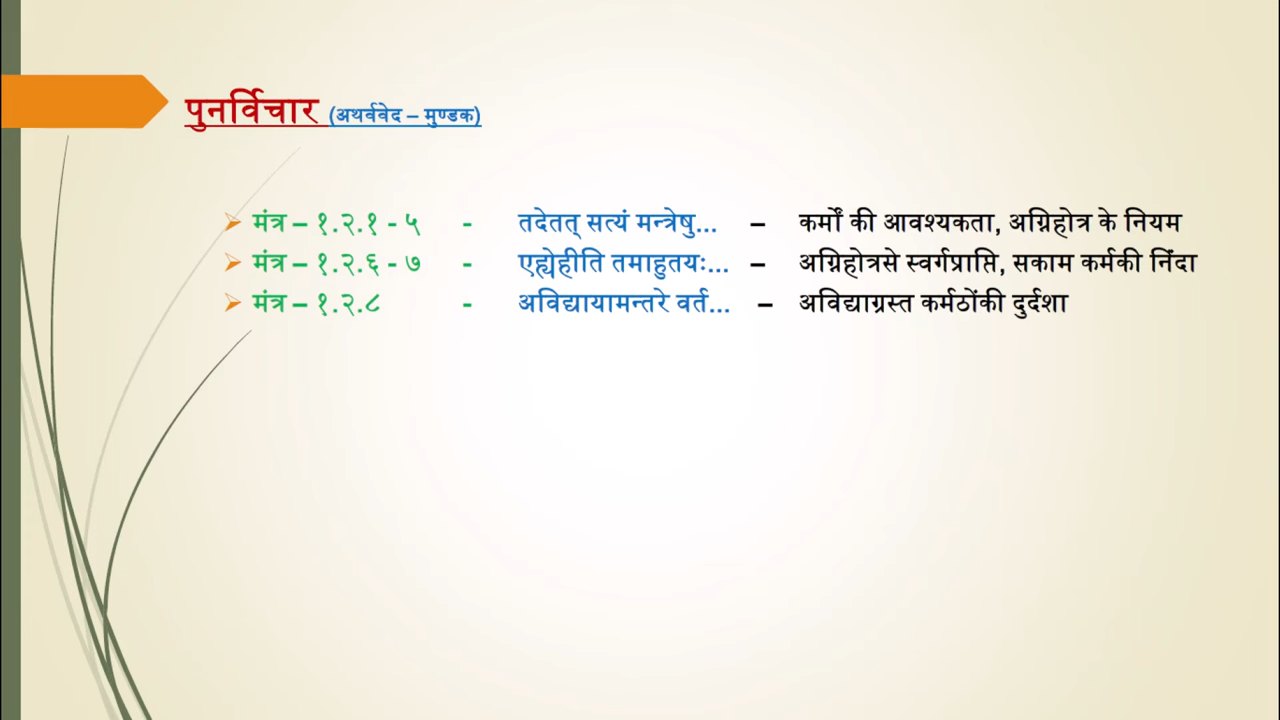 पुनर्विचार (अथर्ववेद – मुण्डक)
मंत्र – १.२.१ - ५ - तदेतत् सत्यं मन्त्रेषु... – कर्मों की आवश्यकता, अग्निहोत्र के नियम
मंत्र – १.२.६ - ७ - एह्येहीति तमाहुतयः... – अग्निहोत्रसे स्वर्गप्राप्ति, सकाम कर्मकी निंदा
मंत्र – १.२.८ - अविद्यायामन्तरे वर्त... – अविद्याग्रस्त कर्मठोंकी दुर्दशा